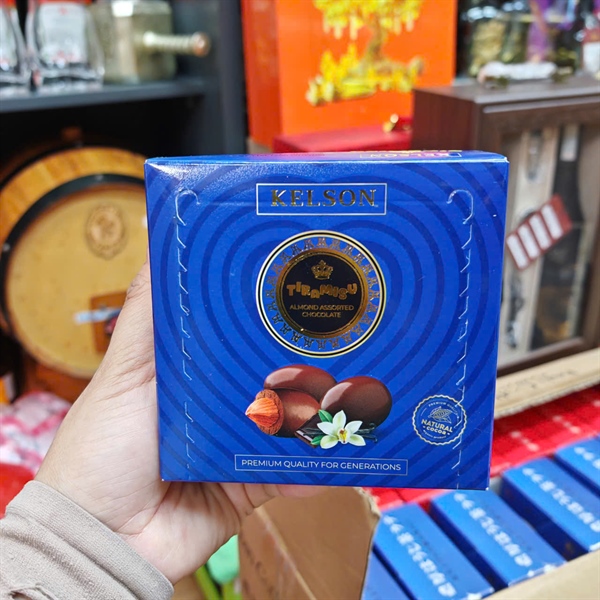 KELSON
TIRAMISU
ALMOND ASSORTED
CHOCOLATE
NATURAL
COCOA
PREMIUM QUALITY FOR GENERATIONS